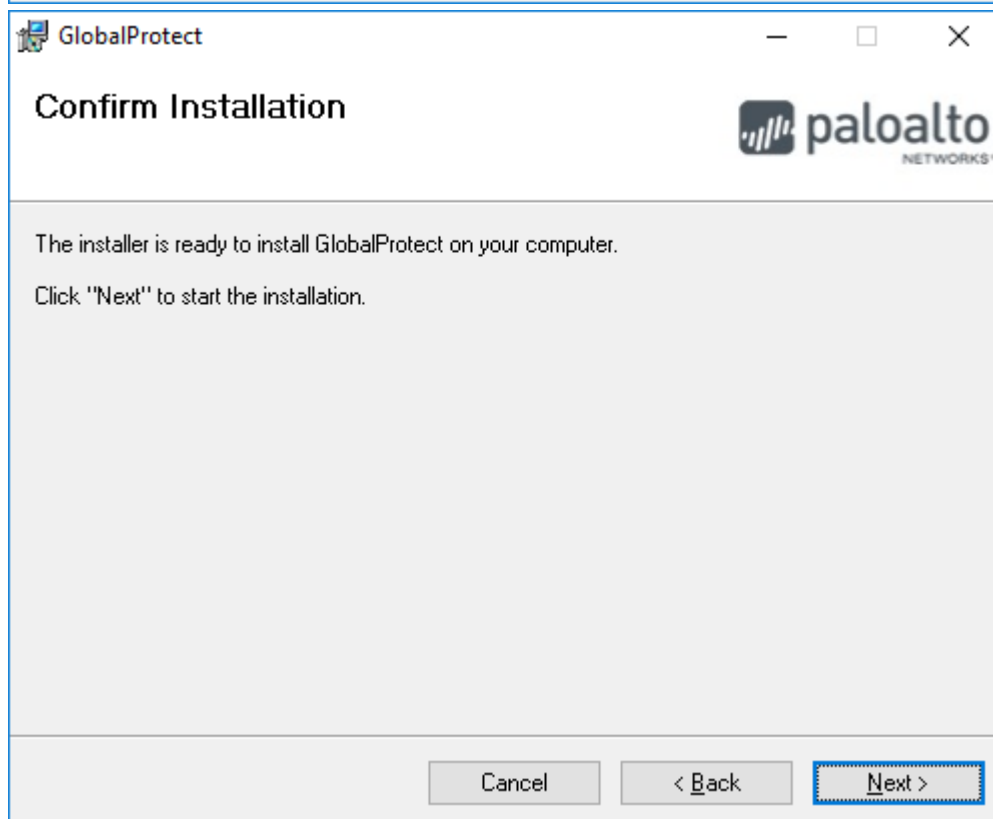 GlobalProtect
Confirm Installation
paloalto
NETWORKS
The installer is ready to install GlobalProtect on your computer.
Click "Next" to start the installation.
Cancel
< Back
Next >